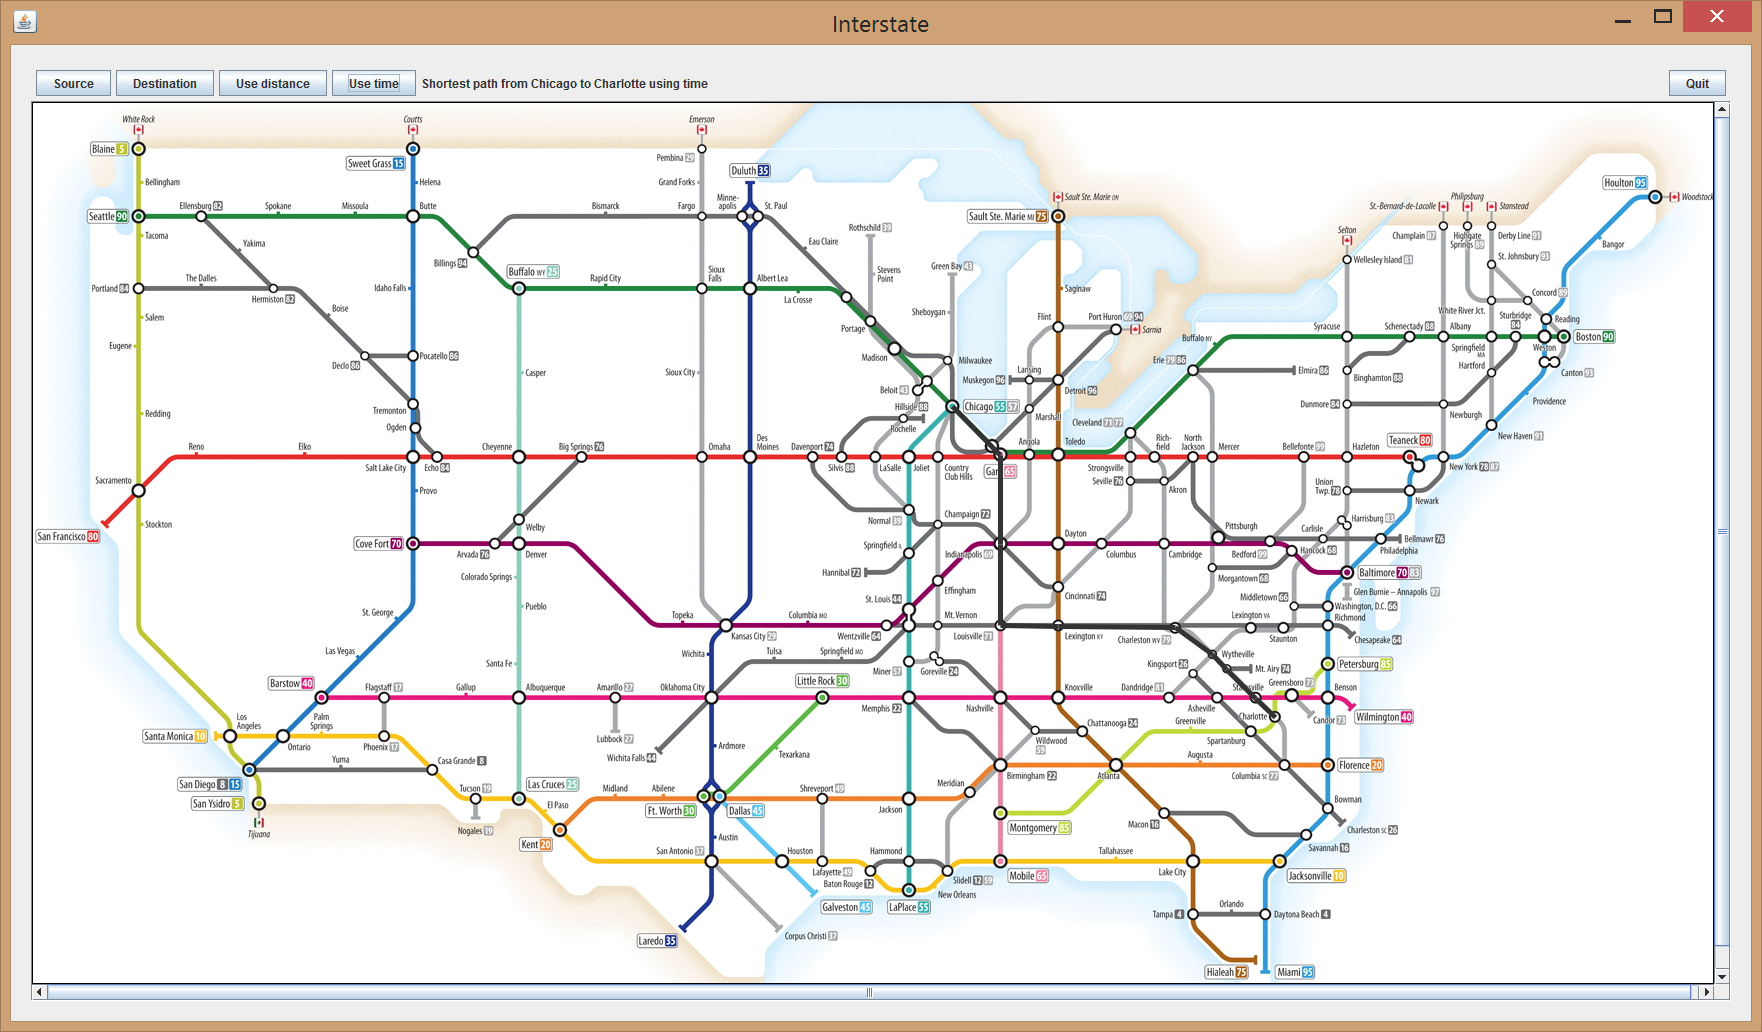 Interstate
Source
Destination
Use distance
Use time
Shortest path from Chicago to Charlotte using time
Quit
White Rock
Coutts
Emerson
Blaine 5
Sweet Grass 15
Pembina 29
Duluth 35
Bellingham
Helena
Grand Forks
Houlton 95
Woodstock
Sault Ste. Marie ON
Philipsburg
St.-Bernard-de-Lacolle
Stanstead
Seattle 90
Ellensburg 82
Spokane
Missoula
Butte
Bismarck
Fargo
Minne-
apolis
St. Paul
Sault Ste. Marie MI 75
Rothschild 39
Selton
Champlain 87
Highgate
Springs 89
Derby Line 91
Tacoma
Yakima
Eau Claire
Bangor
Billings 94
Buffalo WY 25
Green Bay 43
Wellesley Island 81
St. Johnsbury 93
Portland 84
The Dalles
Hermiston 82
Idaho Falls
Rapid City
Sioux
Falls
Albert Lea
La Crosse
Stevens
Point
Saginaw
Concord 89
Boise
Salem
Sheboygan
Portage
Flint
Port Huron 69 94
Sarnia
White River Jct.
Sturbridge
84
Reading
Eugene
Declo 86
Pocatello 86
Madison
Milwaukee
Buffalo NY
Syracuse
Schenectady 88
Albany
Springfield
MA
Weston
Boston 90
Casper
Sioux City
Beloit 43
Muskegon 96
Lansing
Detroit 96
Erie 79 86
Elmira 86
Binghamton 88
Hartford
Canton 93
Redding
Tremonton
Ogden
Hillside 88
Rochelle
Chicago 55 57
Marshall
Cleveland 71 77
Dunmore 84
Newburgh
Providence
New Haven 91
Reno
Elko
Salt Lake City
Echo 84
Cheyenne
Big Springs 76
Omaha
Des
Moines
Davenport 74
Silvis 88
LaSalle
Joliet
Country
Club Hills
Gary 65
Angola
Toledo
Strongsville
Rich-
field
North
Jackson
Mercer
Bellefonte 99
Hazleton
Teaneck 80
New York 78 87
Sacramento
Provo
Seville 76
Akron
Union
Twp. 78
Newark
Stockton
San Francisco 80
Welby
Normal 39
Champaign 72
Pittsburgh
Carlisle
Harrisburg 83
Cove Fort 70
Arvada 76
Denver
Springfield IL
Indianapolis 69
Dayton
Columbus
Cambridge
Bedford 99
Hancock 68
Philadelphia
Bellmawr 76
Colorado Springs
Hannibal 72
Effingham
Cincinnati 74
Morgantown 68
Baltimore 70 83
Glen Burnie – Annapolis 97
St. George
Pueblo
Topeka
Columbia MO
St. Louis 44
Mt. Vernon
Middletown 66
Washington, D.C. 66
Kansas City 29
Wentzville 64
Louisville 71
Lexington KY
Charleston WV 79
Lexington VA
Staunton
Richmond
Chesapeake 64
Las Vegas
Santa Fe
Wichita
Tulsa
Springfield MO
Miner 57
Goreville 24
Kingsport 26
Wytheville
Mt. Airy 74
Petersburg 85
Barstow 40
Flagstaff 17
Gallup
Albuquerque
Amarillo 27
Oklahoma City
Little Rock 30
Memphis 22
Nashville
Knoxville
Dandridge 81
Asheville
Statesville
Greensboro 73
Benson
Wilmington 40
Santa Monica 10
Los
Angeles
Palm
Springs
Ontario
Phoenix 17
Lubbock 27
Wichita Falls 44
Ardmore
Texarkana
Wildwood
59
Chattanooga 24
Greenville
Charlotte
Candor 73
Spartanburg
Yuma
Casa Grande 8
San Diego 8 15
San Ysidro 5
Tijuana
Tucson 19
Nogales 19
Las Cruces 25
El Paso
Midland
Abilene
Ft. Worth 30
Dallas 45
Shreveport 49
Jackson
Meridian
Birmingham 22
Atlanta
Augusta
Columbia SC 77
Florence 20
Kent 20
Montgomery 85
Macon 16
Bowman
Charleston SC 26
Savannah 16
San Antonio 37
Austin
Houston
Lafayette 49
Baton Rouge 12
Hammond
Slidell 12 59
New Orleans
Mobile 65
Tallahassee
Lake City
Jacksonville 10
Galveston 45
LaPlace 55
Laredo 35
Corpus Christi 37
Tampa 4
Orlando
Daytona Beach 4
Hialeah 75
Miami 95